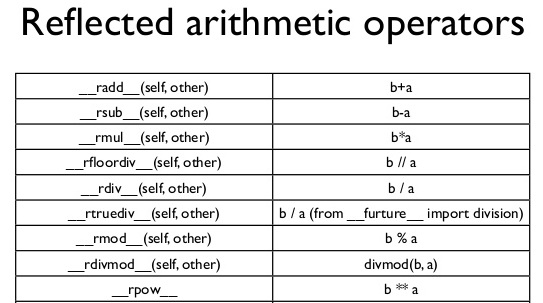 Reflected arithmetic operators
__radd__(self, other) b+a
__rsub__(self, other) b-a
__rmul__(self, other) b*a
__rfloordiv__(self, other) b // a
__rdiv__(self, other) b / a
__rtruediv__(self, other) b / a (from __furture__ import division)
__rmod__(self, other) b % a
__rdivmod__(self, other) divmod(b, a)
__rpow__ b ** a